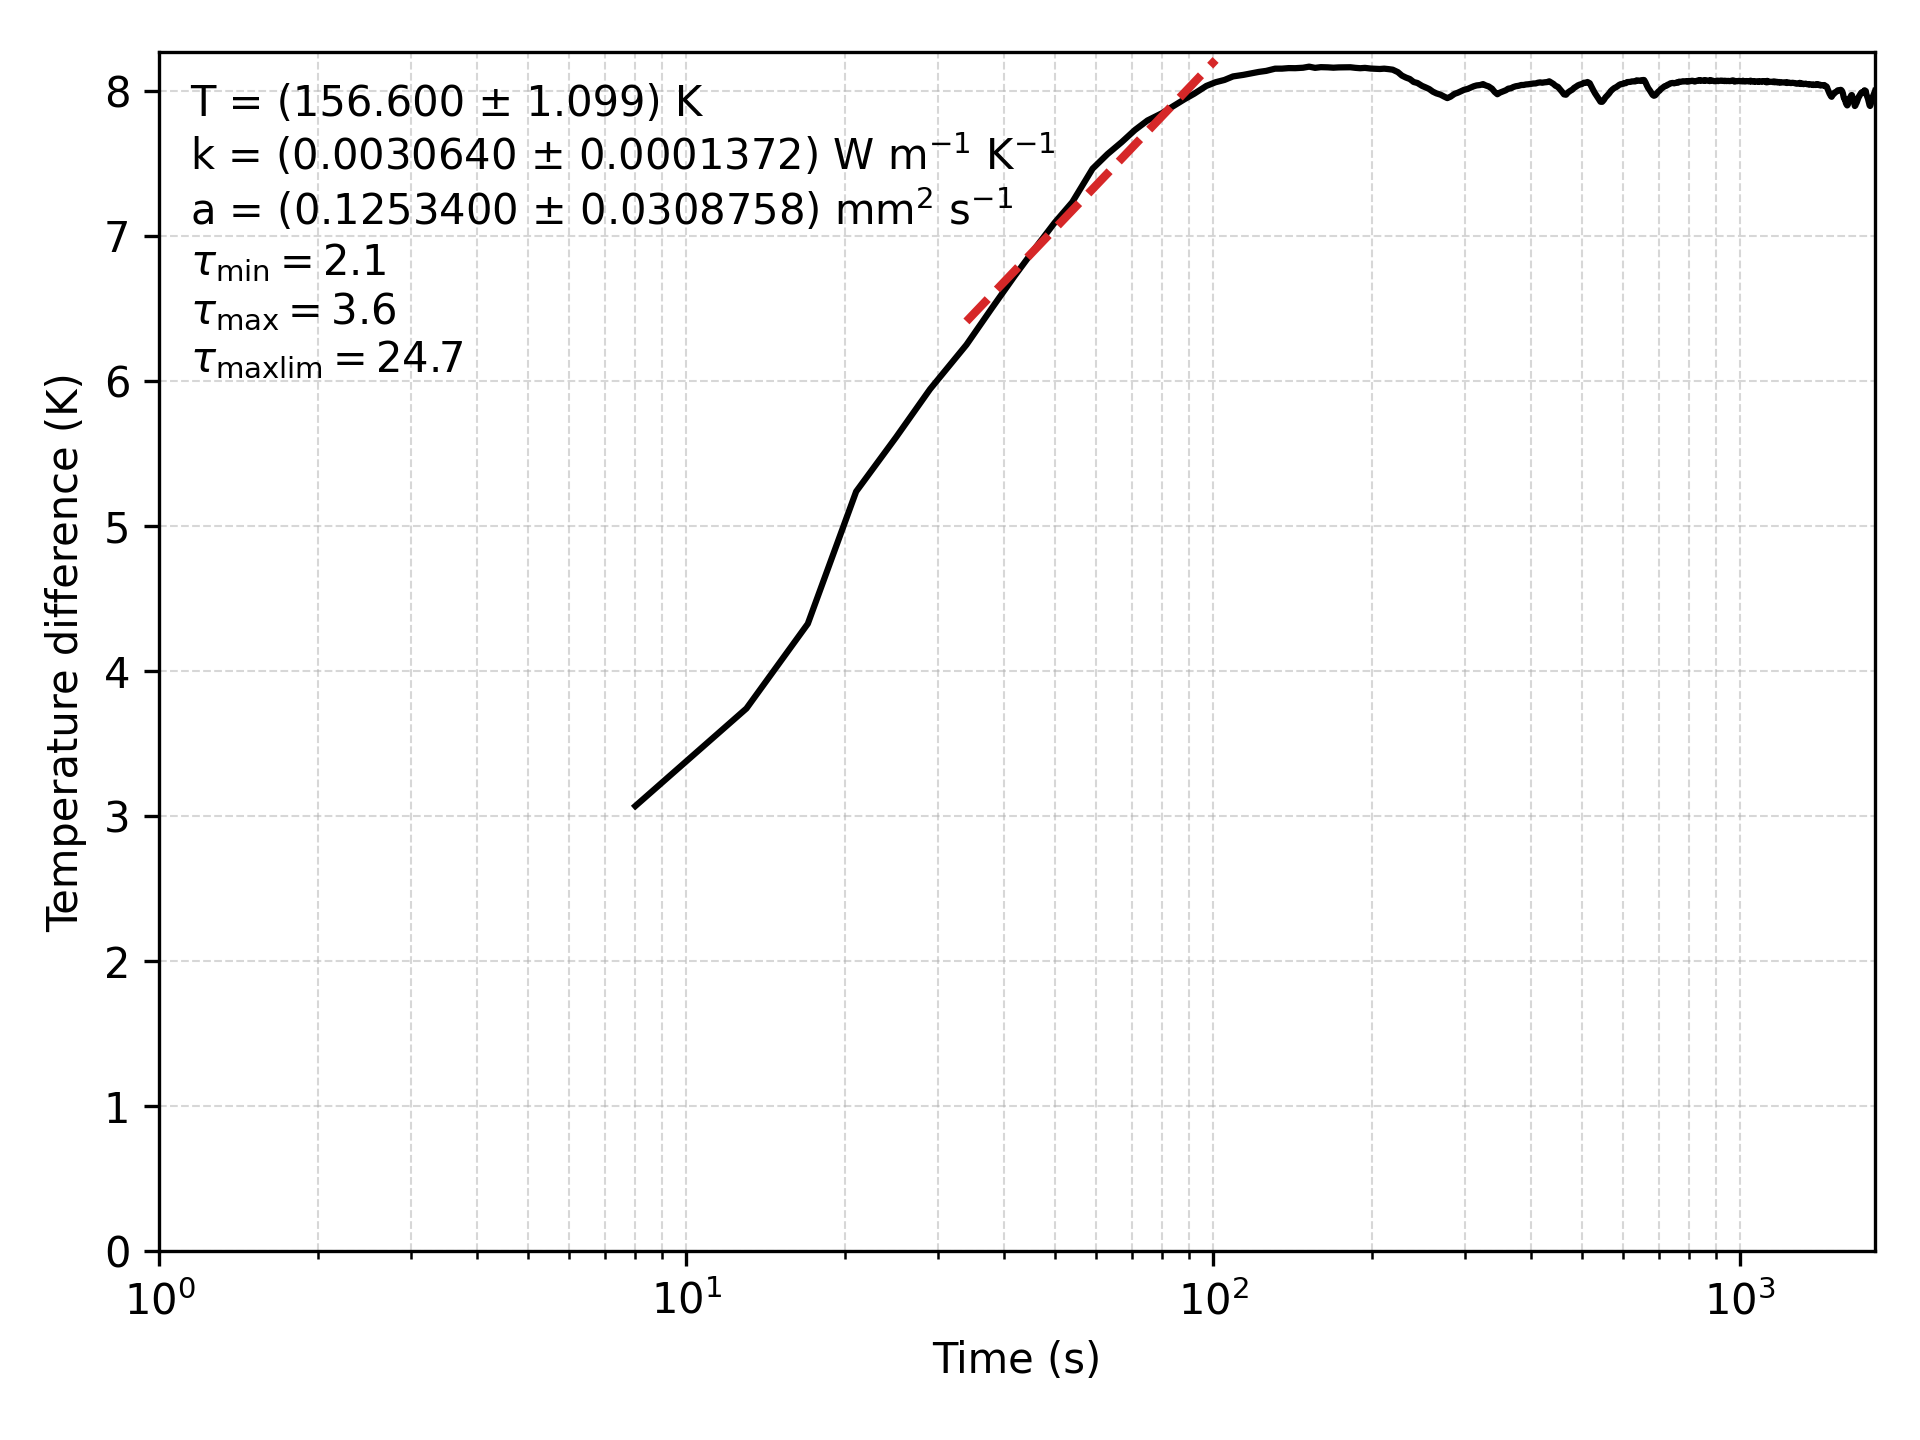 T = (156.600 ± 1.099) K
k = (0.0030640 ± 0.0001372) W m⁻¹ K⁻¹
a = (0.1253400 ± 0.0308758) mm² s⁻¹
τmin = 2.1
τmax = 3.6
τmaxlim = 24.7
Temperature difference (K)
8
7
6
5
4
3
2
1
0
10⁰ 10¹ 10² 10³
Time (s)